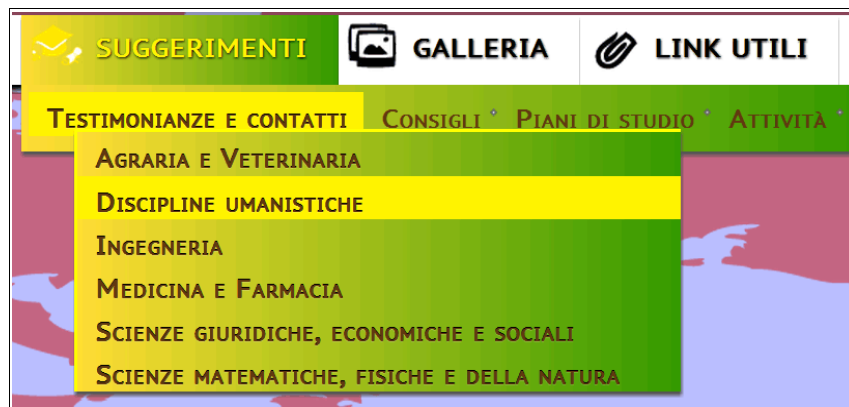 SUGGERIMENTI GALLERIA LINK UTILI
Testimonianze e contatti Consigli Piani di studio Attività
Agraria e Veterinaria
Discipline umanistiche
Ingegneria
Medicina e Farmacia
Scienze giuridiche, economiche e sociali
Scienze matematiche, fisiche e della natura